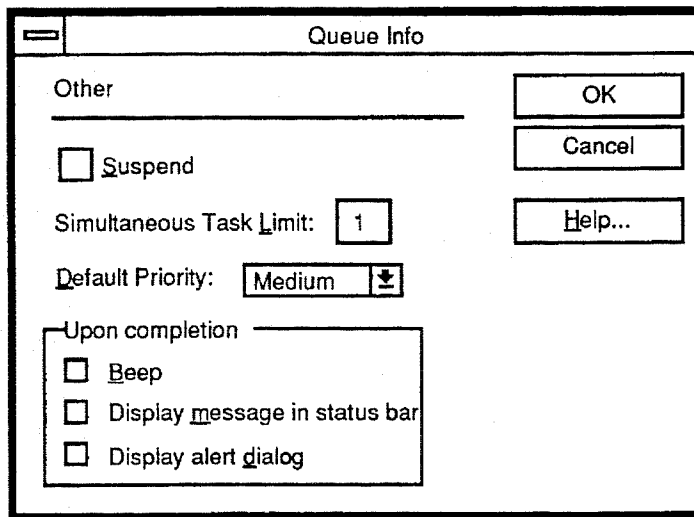 Queue Info
Other
OK
Cancel
Suspend
Simultaneous Task Limit: 1
Help...
Default Priority: Medium
Upon completion
Beep
Display message in status bar
Display alert dialog